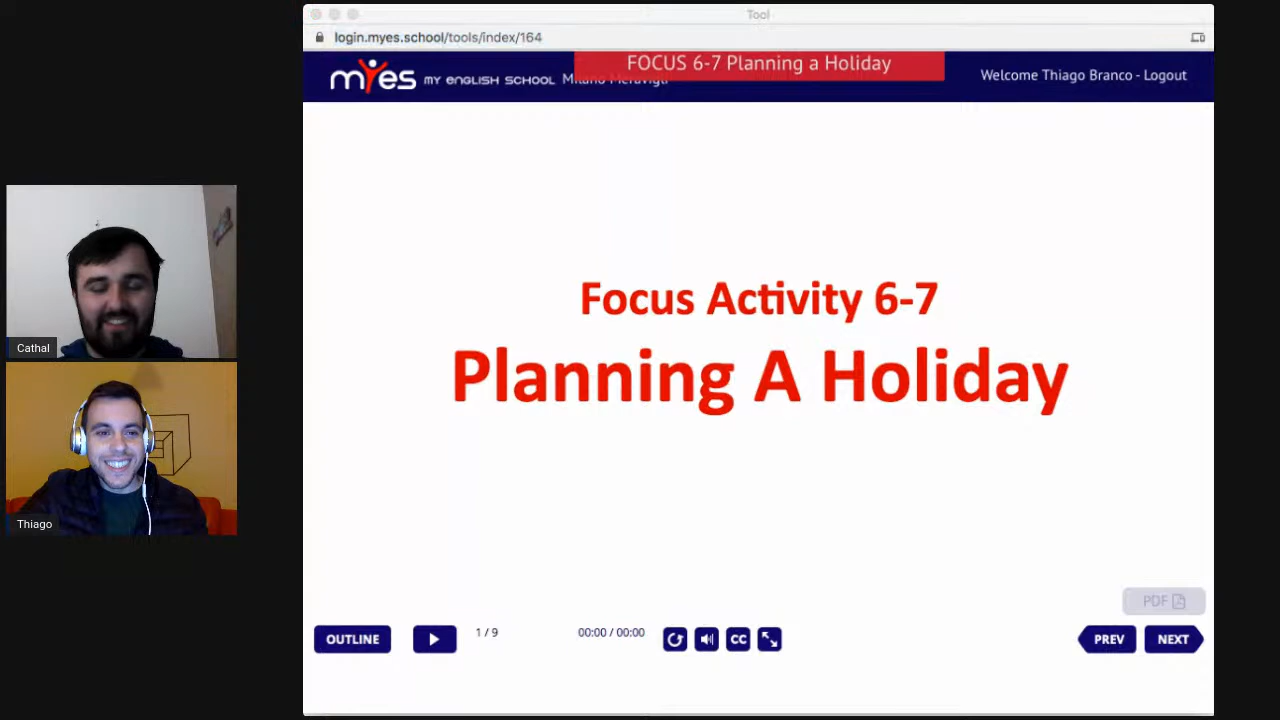 Tool
login.myes.school/tools/index/164
FOCUS 6-7 Planning a Holiday
myes MY ENGLISH SCHOOL Milano Meravigli
Welcome Thiago Branco - Logout
Focus Activity 6-7
Planning A Holiday
Cathal
Thiago
PDF
OUTLINE
1 / 9
00:00 / 00:00
CC
PREV
NEXT